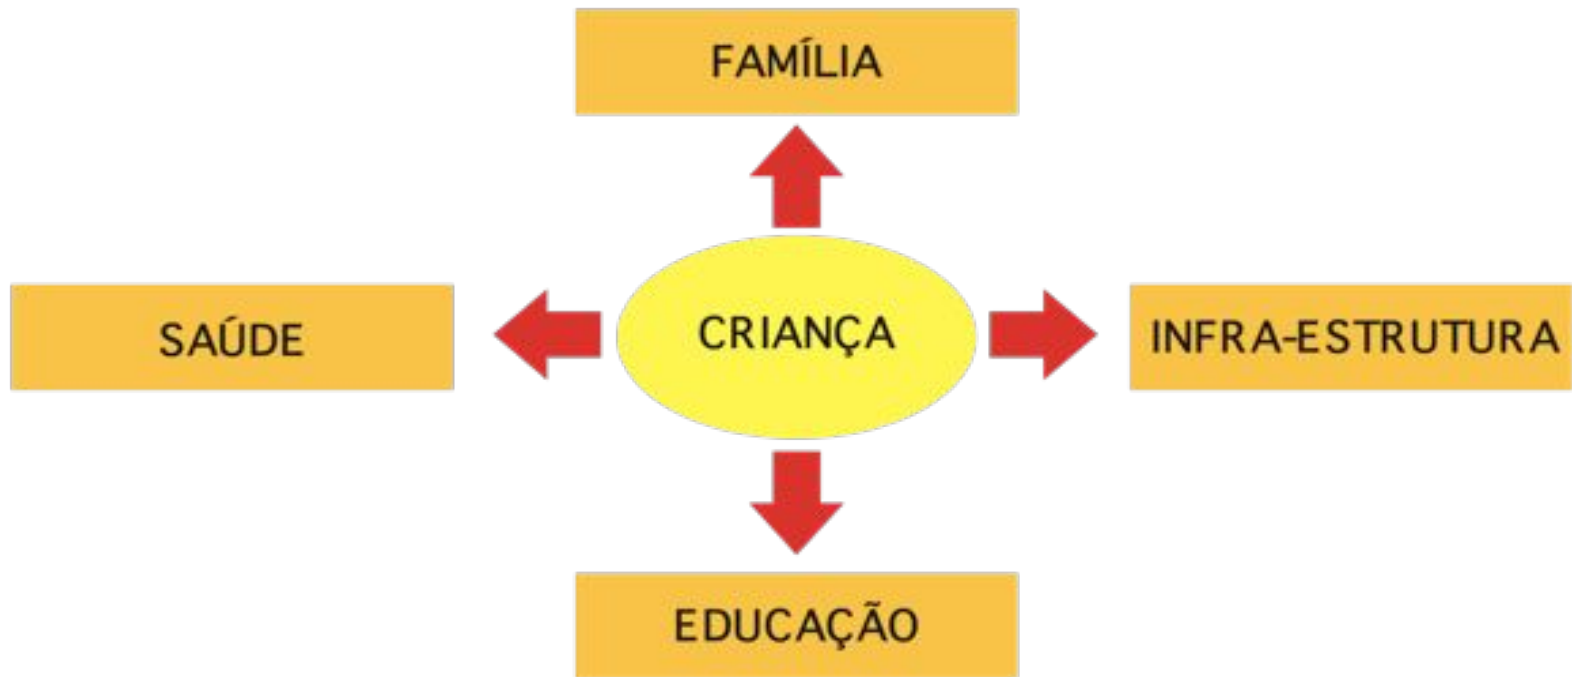 FAMÍLIA
SAÚDE
CRIANÇA
INFRA-ESTRUTURA
EDUCAÇÃO